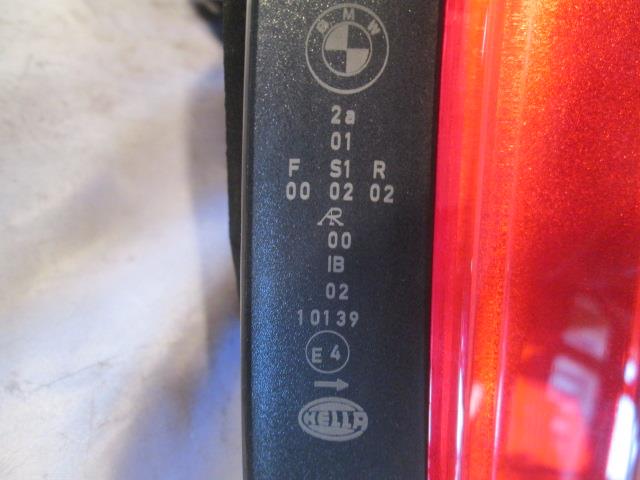 BMW
2a
01
F S1 R
00 02 02
AR
00
IB
02
10139
E4
HELLA